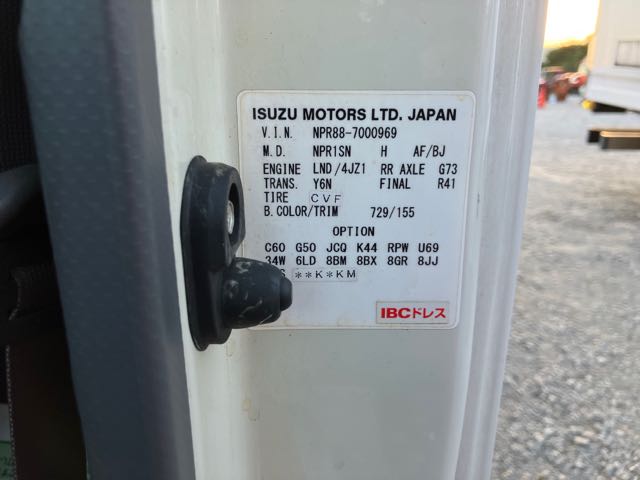 ISUZU MOTORS LTD. JAPAN
V.I.N. NPR88-7000969
M.D. NPR1SN H AF/BJ
ENGINE LND/4JZ1 RR AXLE G73
TRANS. Y6N FINAL R41
TIRE CVF
B.COLOR/TRIM 729/155
OPTION
C60 G50 JCQ K44 RPW U69
34W 6LD 8BM 8BX 8GR 8JJ
**K*KM
IBCドレス